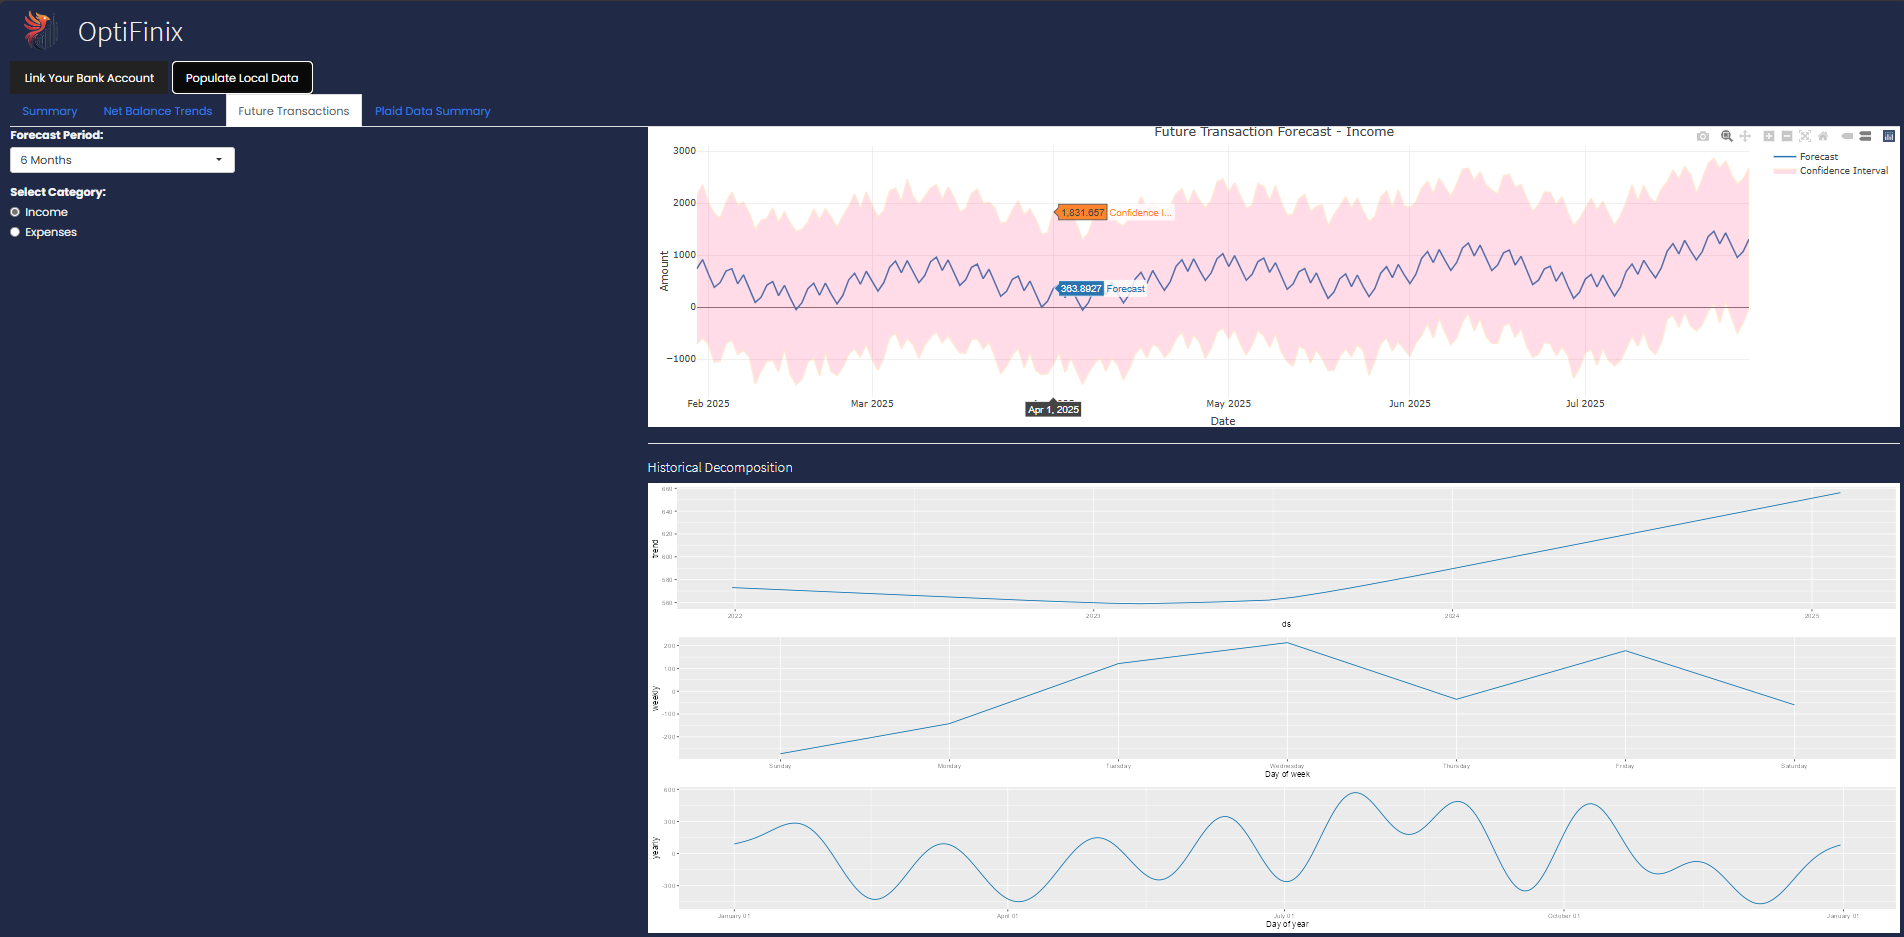 OptiFinix
Link Your Bank Account
Populate Local Data
Summary
Net Balance Trends
Future Transactions
Plaid Data Summary
Forecast Period:
6 Months
Select Category:
Income
Expenses
Future Transaction Forecast - Income
Forecast
Confidence Interval
3000
2000
1000
0
−1000
Amount
1,831.657
Confidence I...
363.8927
Forecast
Feb 2025
Mar 2025
Apr 1, 2025
May 2025
Jun 2025
Jul 2025
Date
Historical Decomposition
660
640
620
600
580
560
trend
2022
2023
2024
2025
ds
200
100
0
-100
-200
weekly
Sunday
Monday
Tuesday
Wednesday
Thursday
Friday
Saturday
Day of week
600
300
0
-300
yearly
January 01
April 01
July 01
October 01
January 01
Day of year